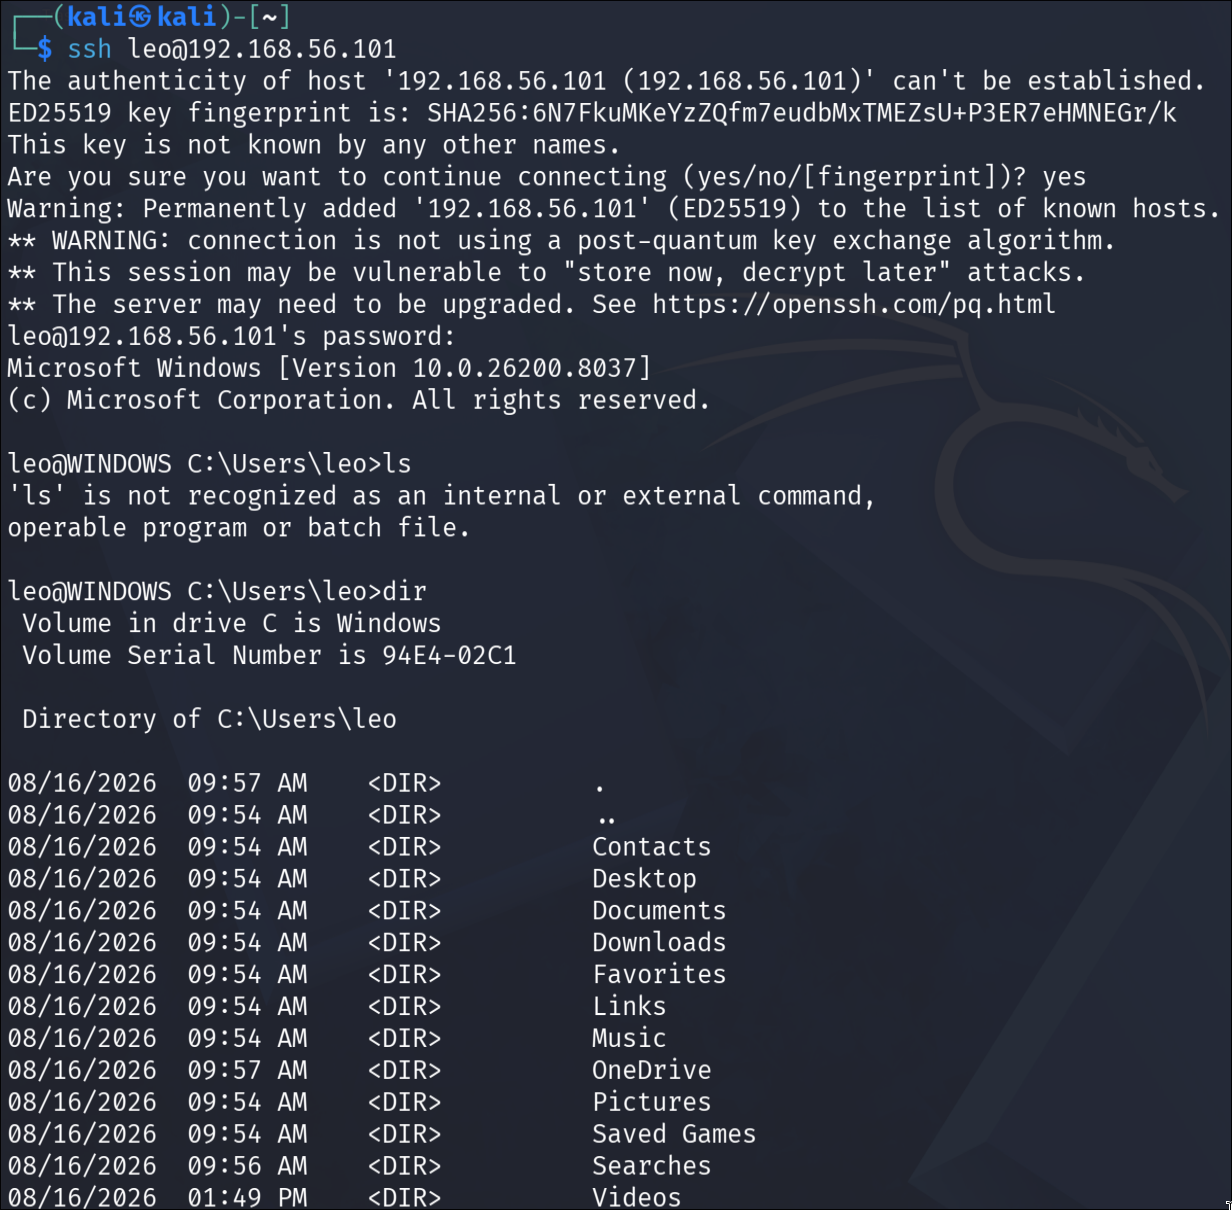 ┌──(kali㉿kali)-[~]
└─$ ssh leo@192.168.56.101
The authenticity of host '192.168.56.101 (192.168.56.101)' can't be established.
ED25519 key fingerprint is: SHA256:6N7FkuMKeYzZQfm7eudbMxTMEZsU+P3ER7eHMNEGr/k
This key is not known by any other names.
Are you sure you want to continue connecting (yes/no/[fingerprint])? yes
Warning: Permanently added '192.168.56.101' (ED25519) to the list of known hosts.
** WARNING: connection is not using a post-quantum key exchange algorithm.
** This session may be vulnerable to "store now, decrypt later" attacks.
** The server may need to be upgraded. See https://openssh.com/pq.html
leo@192.168.56.101's password:
Microsoft Windows [Version 10.0.26200.8037]
(c) Microsoft Corporation. All rights reserved.

leo@WINDOWS C:\Users\leo>ls
'ls' is not recognized as an internal or external command,
operable program or batch file.

leo@WINDOWS C:\Users\leo>dir
 Volume in drive C is Windows
 Volume Serial Number is 94E4-02C1

 Directory of C:\Users\leo

08/16/2026  09:57 AM    <DIR>          .
08/16/2026  09:54 AM    <DIR>          ..
08/16/2026  09:54 AM    <DIR>          Contacts
08/16/2026  09:54 AM    <DIR>          Desktop
08/16/2026  09:54 AM    <DIR>          Documents
08/16/2026  09:54 AM    <DIR>          Downloads
08/16/2026  09:54 AM    <DIR>          Favorites
08/16/2026  09:54 AM    <DIR>          Links
08/16/2026  09:54 AM    <DIR>          Music
08/16/2026  09:57 AM    <DIR>          OneDrive
08/16/2026  09:54 AM    <DIR>          Pictures
08/16/2026  09:54 AM    <DIR>          Saved Games
08/16/2026  09:56 AM    <DIR>          Searches
08/16/2026  01:49 PM    <DIR>          Videos